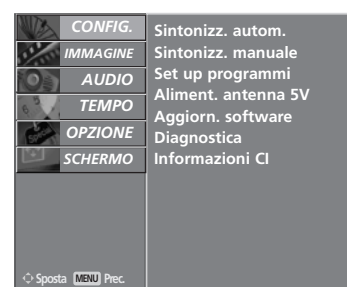 CONFIG.
IMMAGINE
AUDIO
TEMPO
OPZIONE
SCHERMO
Sintonizz. autom.
Sintonizz. manuale
Set up programmi
Aliment. antenna 5V
Aggiorn. software
Diagnostica
Informazioni CI
Sposta MENU Prec.